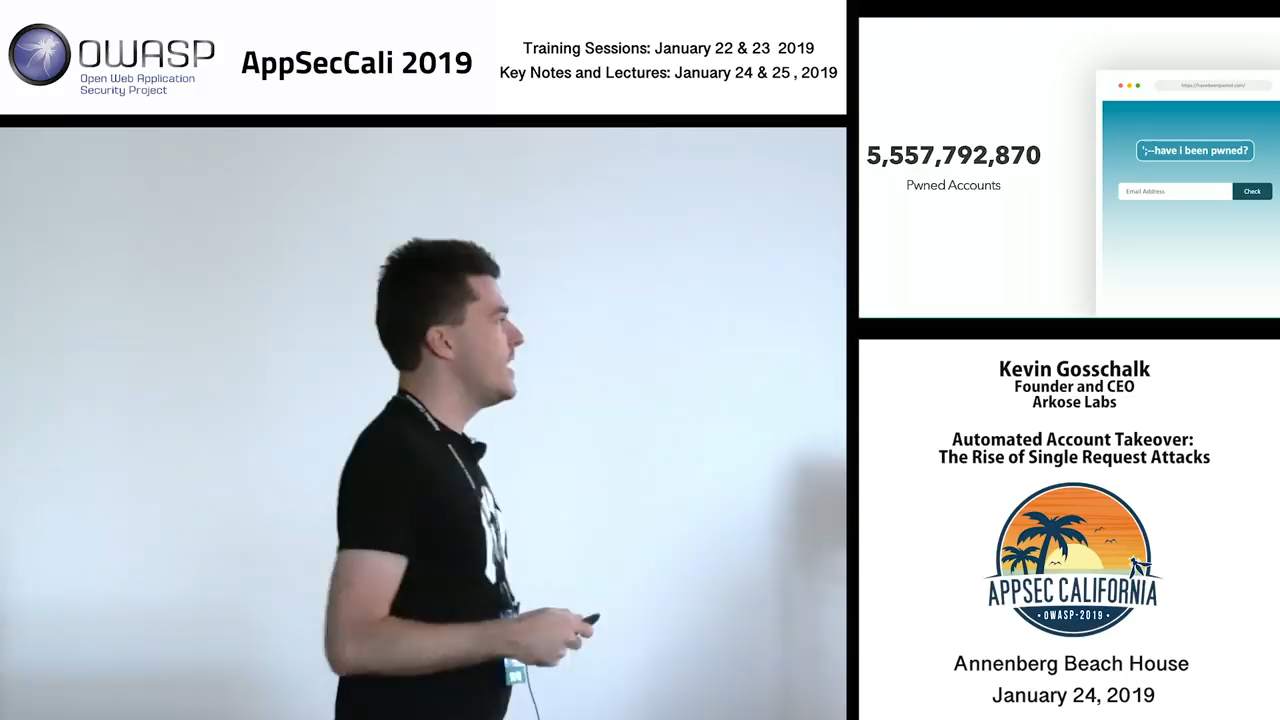 OWASP
Open Web Application
Security Project
AppSecCali 2019
Training Sessions: January 22 & 23 2019
Key Notes and Lectures: January 24 & 25 , 2019
5,557,792,870
Pwned Accounts
https://haveibeenpwned.com/
';--have i been pwned?
Email Address
Check
Kevin Gosschalk
Founder and CEO
Arkose Labs
Automated Account Takeover:
The Rise of Single Request Attacks
APPSEC CALIFORNIA
·OWASP-2019·
Annenberg Beach House
January 24, 2019